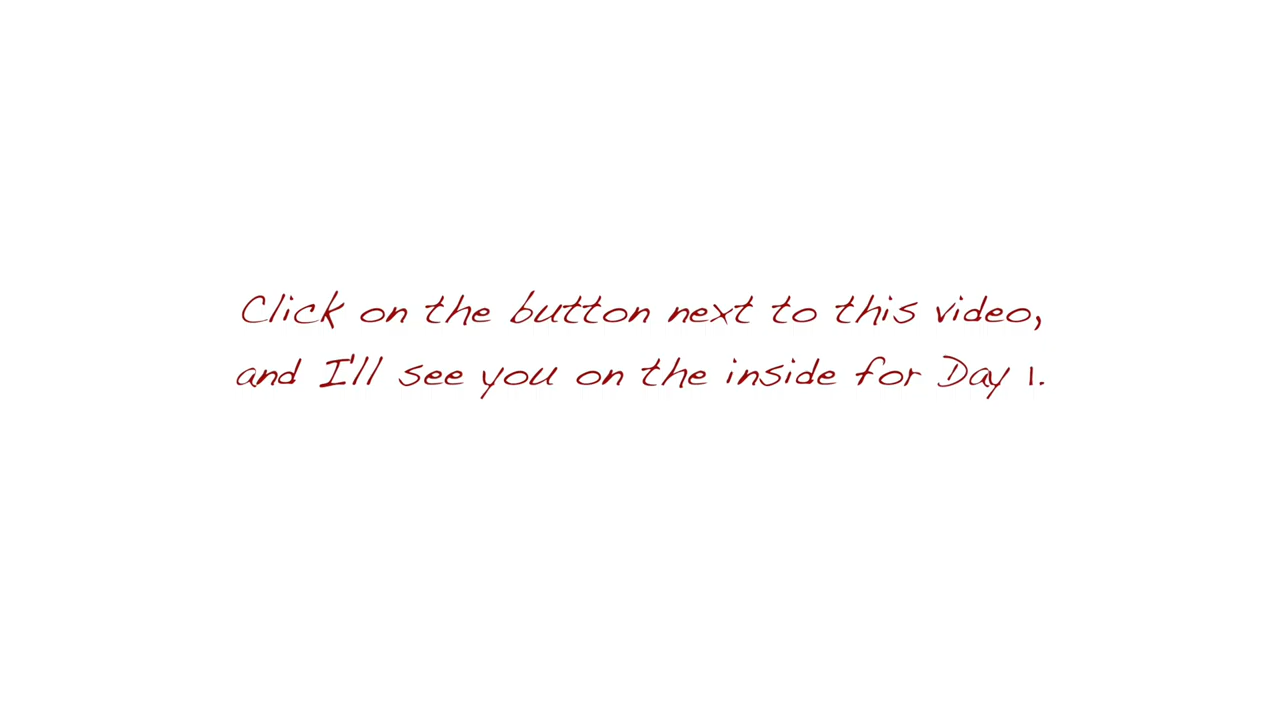 Click on the button next to this video,
and I'll see you on the inside for Day 1.